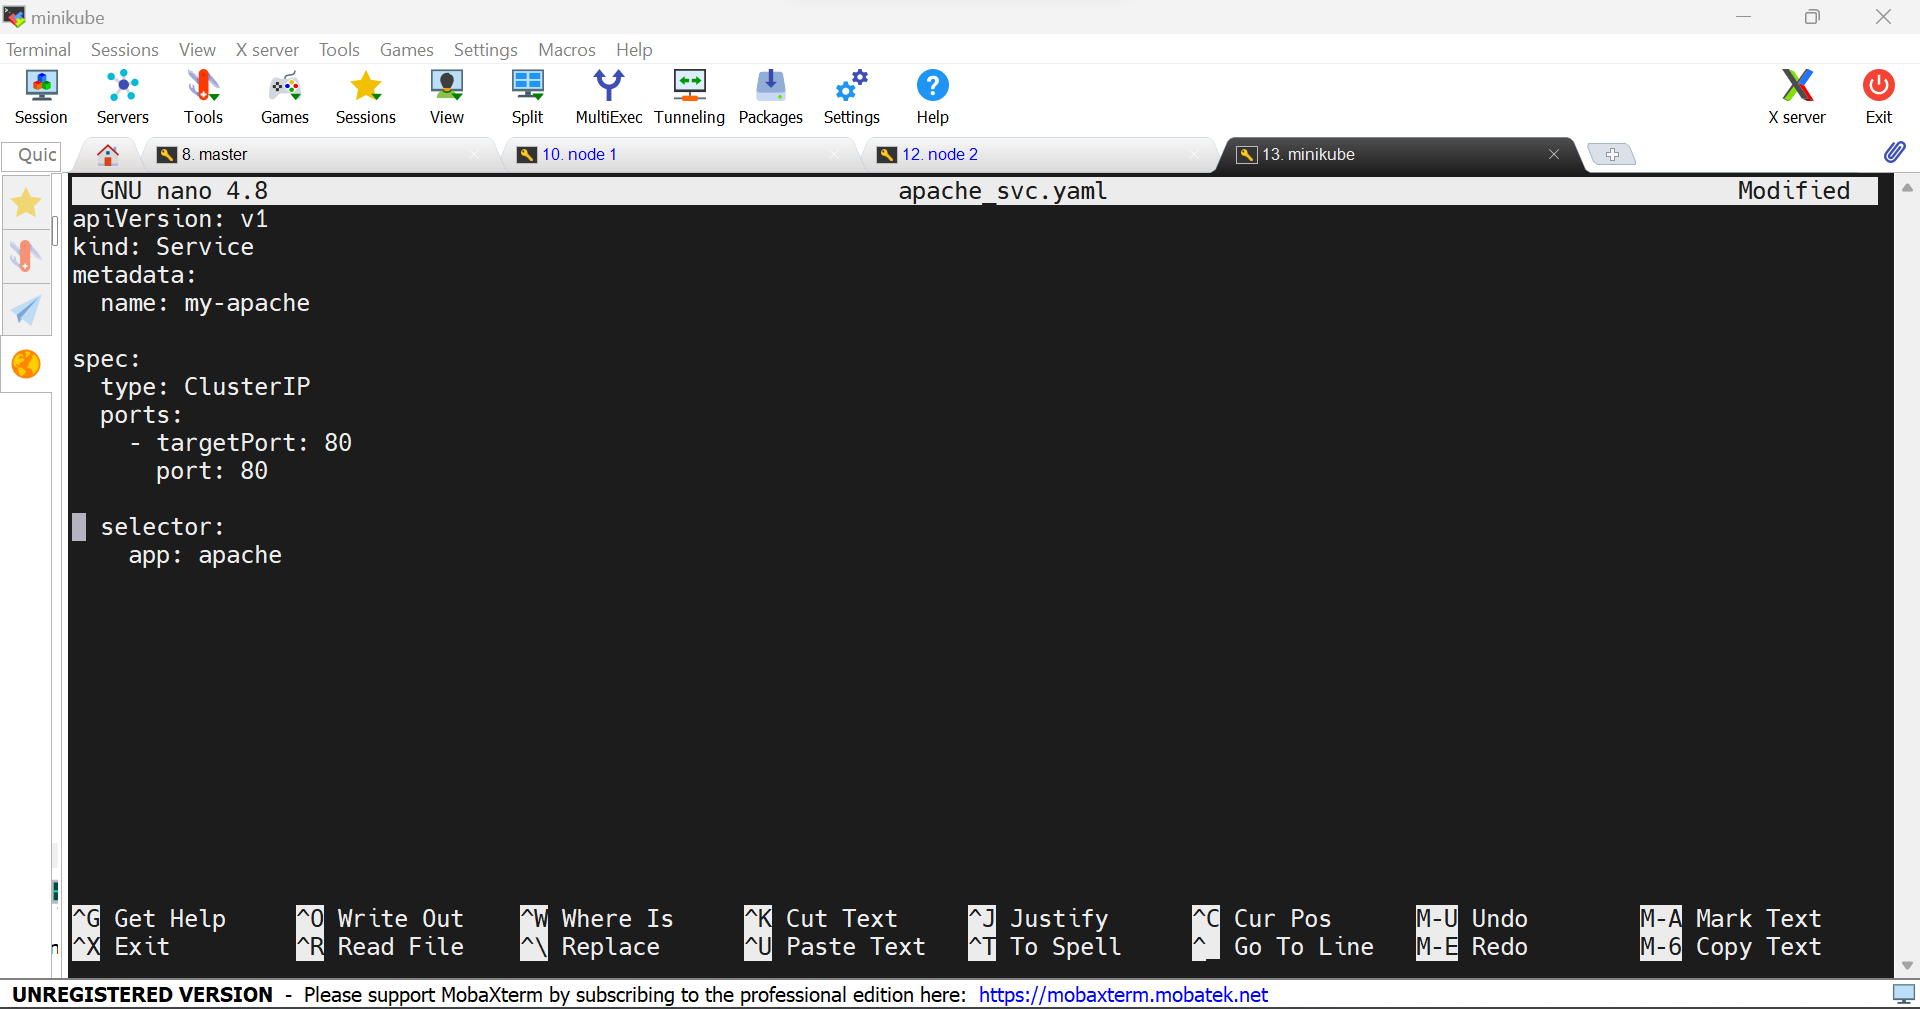 minikube
Terminal Sessions View X server Tools Games Settings Macros Help
Session Servers Tools Games Sessions View Split MultiExec Tunneling Packages Settings Help X server Exit
Quic 8. master 10. node 1 12. node 2 13. minikube
GNU nano 4.8 apache_svc.yaml Modified
apiVersion: v1
kind: Service
metadata:
  name: my-apache
spec:
  type: ClusterIP
  ports:
    - targetPort: 80
      port: 80
  selector:
    app: apache
^G Get Help ^O Write Out ^W Where Is ^K Cut Text ^J Justify ^C Cur Pos M-U Undo M-A Mark Text
^X Exit ^R Read File ^\ Replace ^U Paste Text ^T To Spell ^_ Go To Line M-E Redo M-6 Copy Text
UNREGISTERED VERSION - Please support MobaXterm by subscribing to the professional edition here: https://mobaxterm.mobatek.net